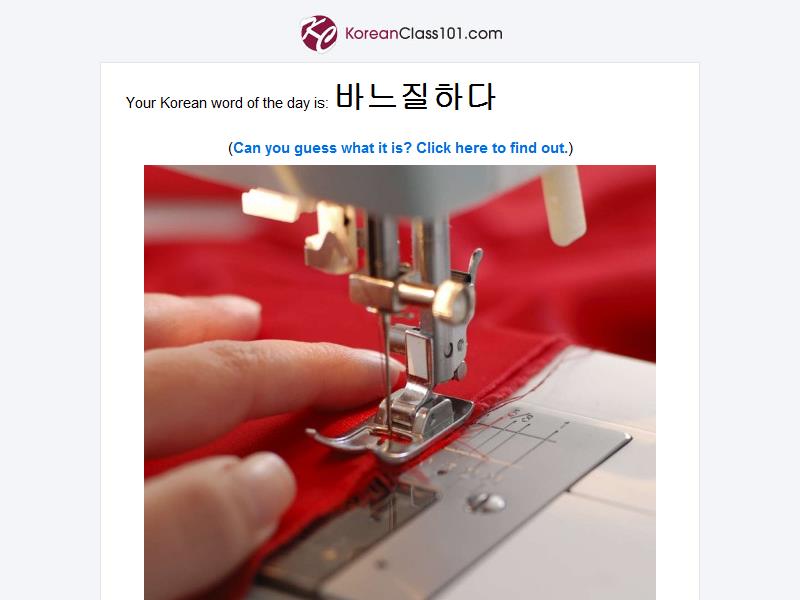 KC KoreanClass101.com
Your Korean word of the day is: 바느질하다
(Can you guess what it is? Click here to find out.)